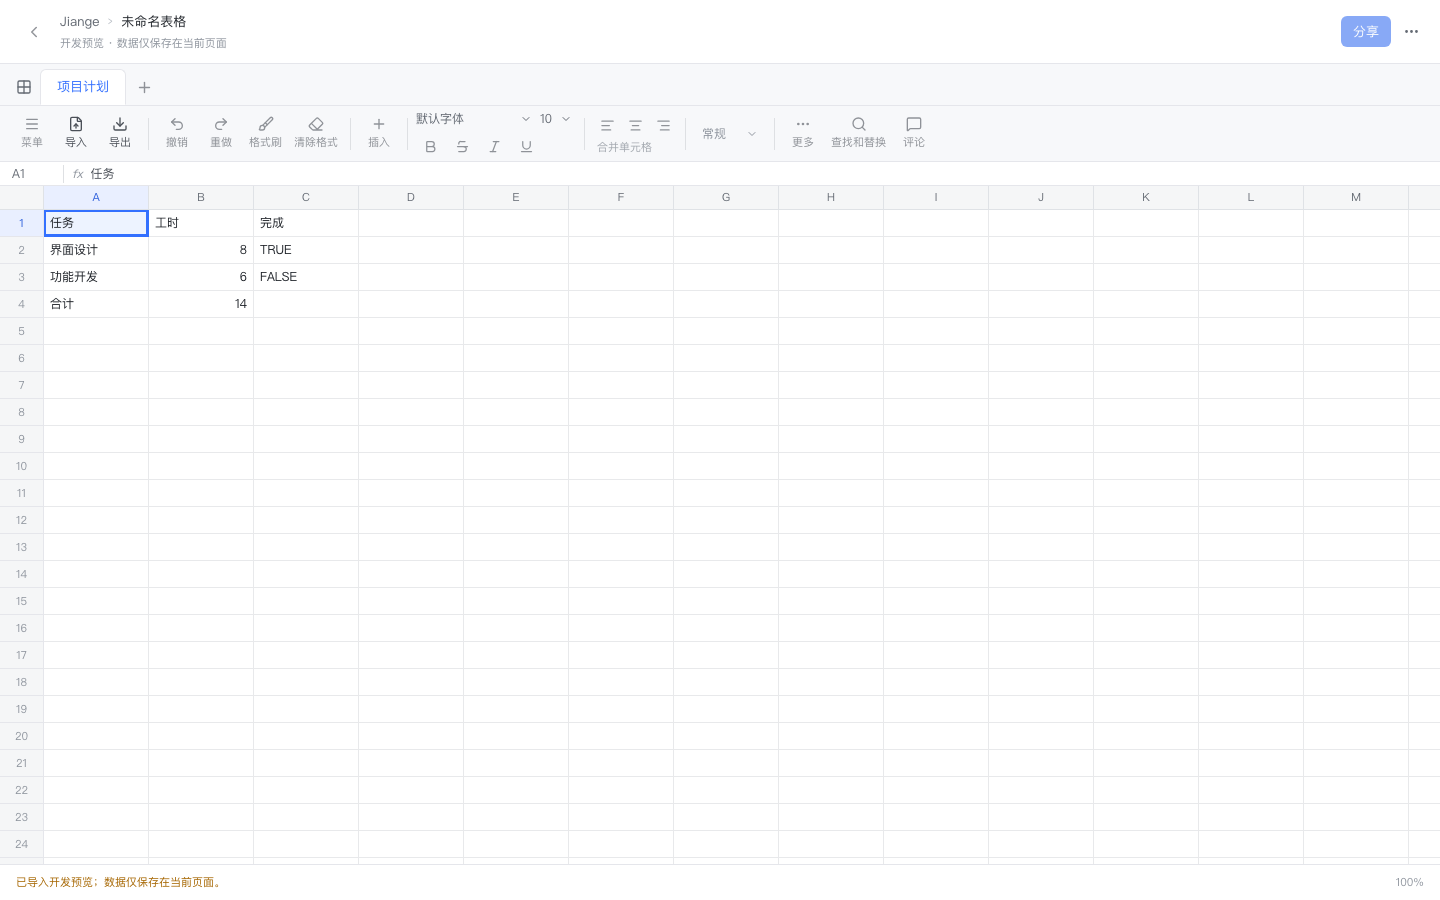 Jiange > 未命名表格
开发预览 · 数据仅保存在当前页面
分享
项目计划
菜单 导入 导出 撤销 重做 格式刷 清除格式 插入 默认字体 10 B S I U 合并单元格 常规 更多 查找和替换 评论
A1 fx 任务
A B C D E F G H I J K L M
1 任务 工时 完成
2 界面设计 8 TRUE
3 功能开发 6 FALSE
4 合计 14
5
6
7
8
9
10
11
12
13
14
15
16
17
18
19
20
21
22
23
24
已导入开发预览；数据仅保存在当前页面。 100%